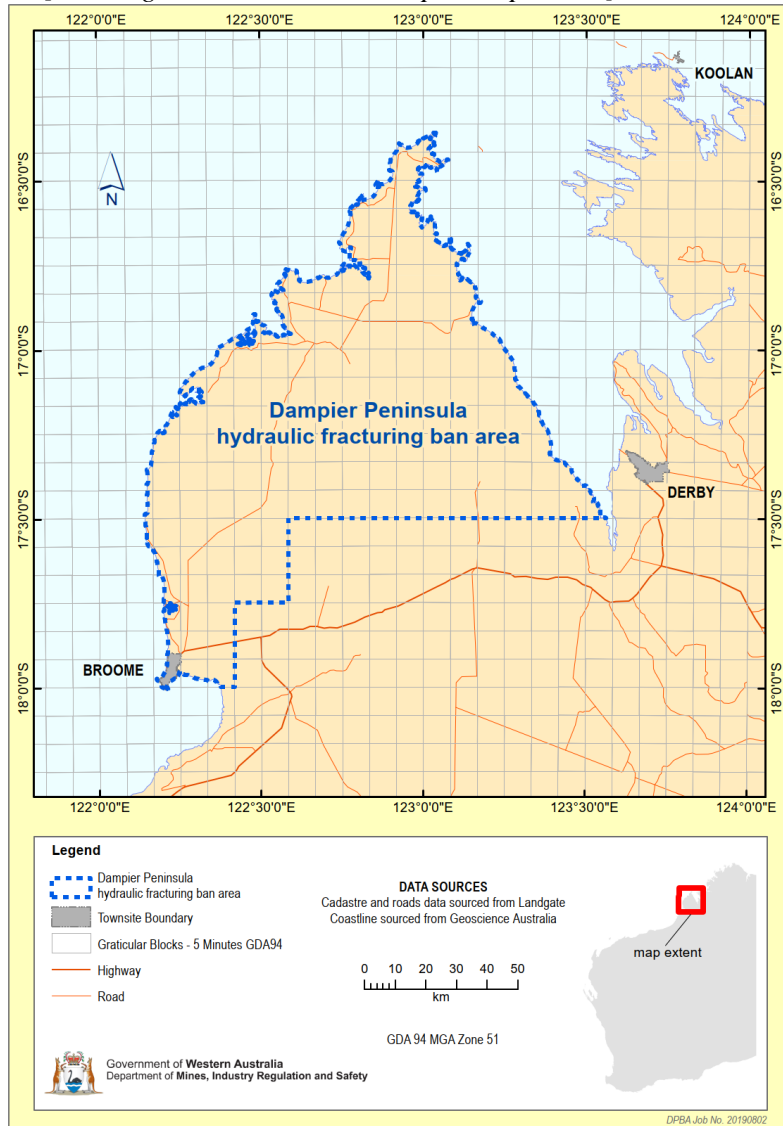 122°0'0"E 122°30'0"E 123°0'0"E 123°30'0"E 124°0'0"E
KOOLAN
16°30'0"S 16°30'0"S
N
17°0'0"S 17°0'0"S
Dampier Peninsula
hydraulic fracturing ban area
DERBY
17°30'0"S 17°30'0"S
BROOME
18°0'0"S 18°0'0"S
122°0'0"E 122°30'0"E 123°0'0"E 123°30'0"E 124°0'0"E
Legend
Dampier Peninsula
hydraulic fracturing ban area
Townsite Boundary
Graticular Blocks - 5 Minutes GDA94
Highway
Road
DATA SOURCES
Cadastre and roads data sourced from Landgate
Coastline sourced from Geoscience Australia
0 10 20 30 40 50
km
GDA 94 MGA Zone 51
map extent
Government of Western Australia
Department of Mines, Industry Regulation and Safety
DPBA Job No. 20190802